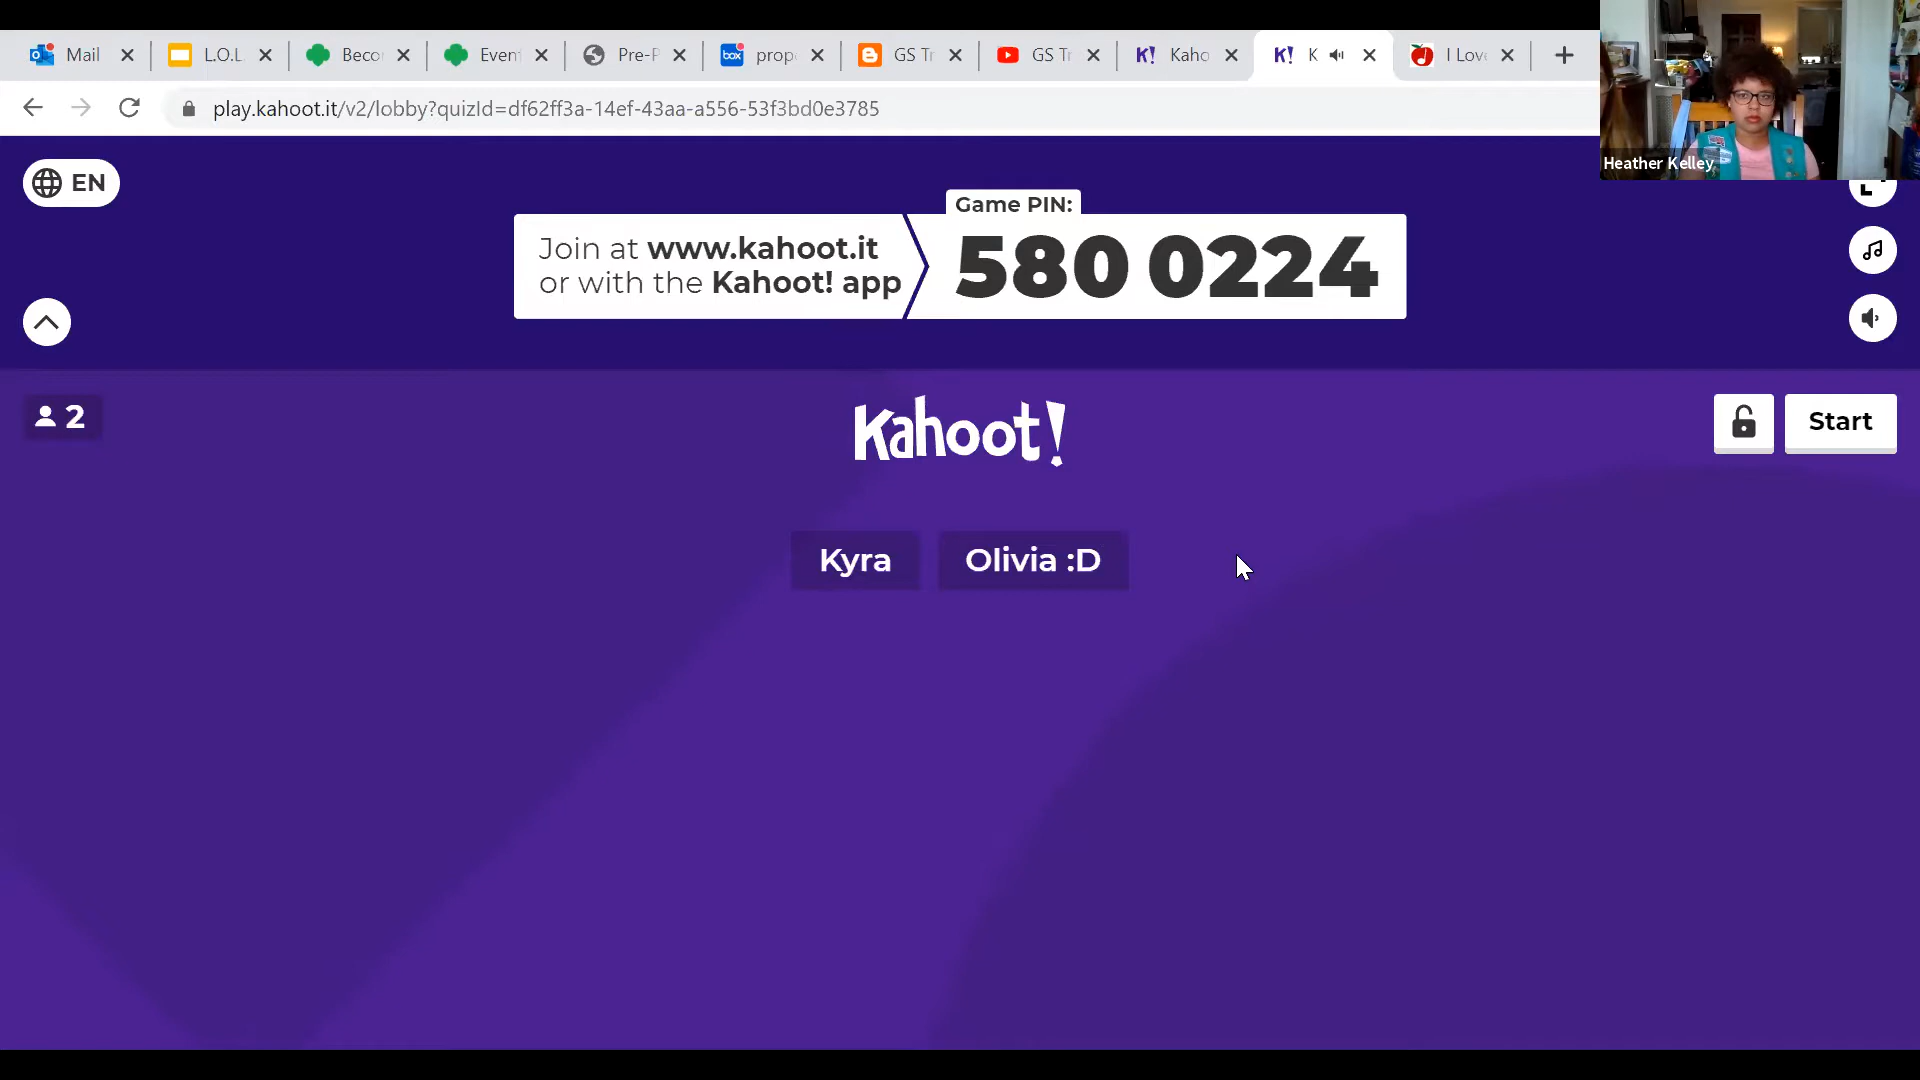 Mail
L.O.L.
Beco
Even
Pre-P
box
prop
GS Tr
GS Tr
K!
Kaho
K!
K
I Lov
play.kahoot.it/v2/lobby?quizId=df62ff3a-14ef-43aa-a556-53f3bd0e3785
Heather Kelley
EN
Game PIN:
Join at www.kahoot.it
or with the Kahoot! app
580 0224
2
Kahoot!
Start
Kyra
Olivia :D